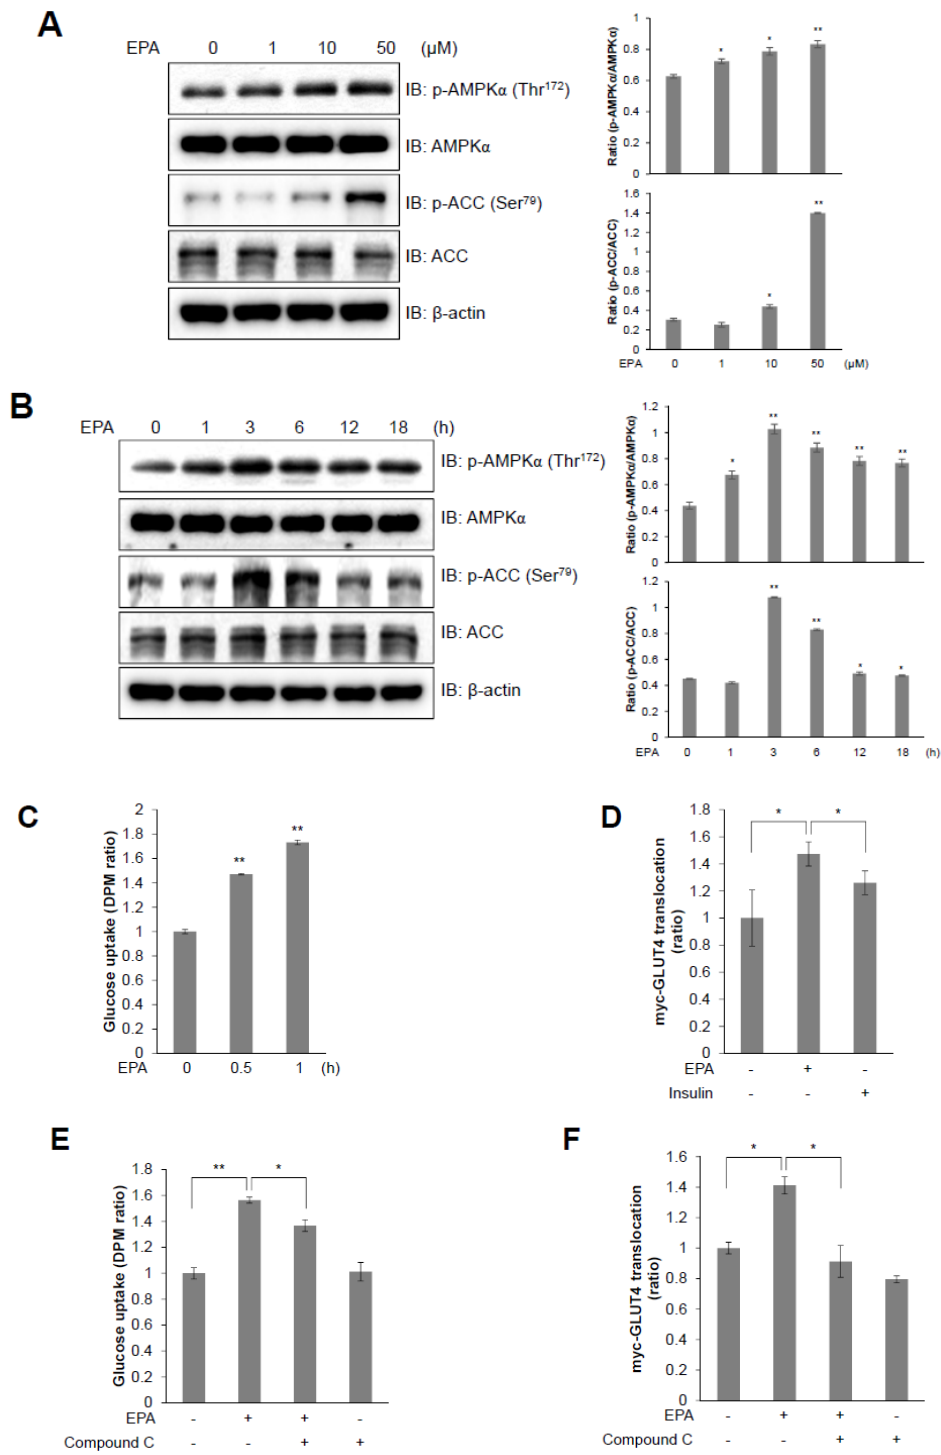 A
EPA 0 1 10 50 (μM)
IB: p-AMPKα (Thr172)
IB: AMPKα
IB: p-ACC (Ser79)
IB: ACC
IB: β-actin
Ratio (p-AMPKα/AMPKα)
1
0.8
0.6
0.4
0.2
0
* * **
Ratio (p-ACC/ACC)
1.6
1.4
1.2
1
0.8
0.6
0.4
0.2
0
* **
EPA 0 1 10 50 (μM)
B
EPA 0 1 3 6 12 18 (h)
IB: p-AMPKα (Thr172)
IB: AMPKα
IB: p-ACC (Ser79)
IB: ACC
IB: β-actin
Ratio (p-AMPKα/AMPKα)
1.2
1
0.8
0.6
0.4
0.2
0
* ** ** ** **
Ratio (p-ACC/ACC)
1.2
1
0.8
0.6
0.4
0.2
0
** ** * *
EPA 0 1 3 6 12 18 (h)
C
Glucose uptake (DPM ratio)
2
1.8
1.6
1.4
1.2
1
0.8
0.6
0.4
0.2
0
** **
EPA 0 0.5 1 (h)
D
myc-GLUT4 translocation
(ratio)
1.8
1.6
1.4
1.2
1
0.8
0.6
0.4
0.2
0
* *
EPA - + -
Insulin - - +
E
Glucose uptake (DPM ratio)
1.8
1.6
1.4
1.2
1
0.8
0.6
0.4
0.2
0
** *
EPA - + + -
Compound C - - + +
F
myc-GLUT4 translocation
(ratio)
1.6
1.4
1.2
1
0.8
0.6
0.4
0.2
0
* *
EPA - + + -
Compound C - - + +